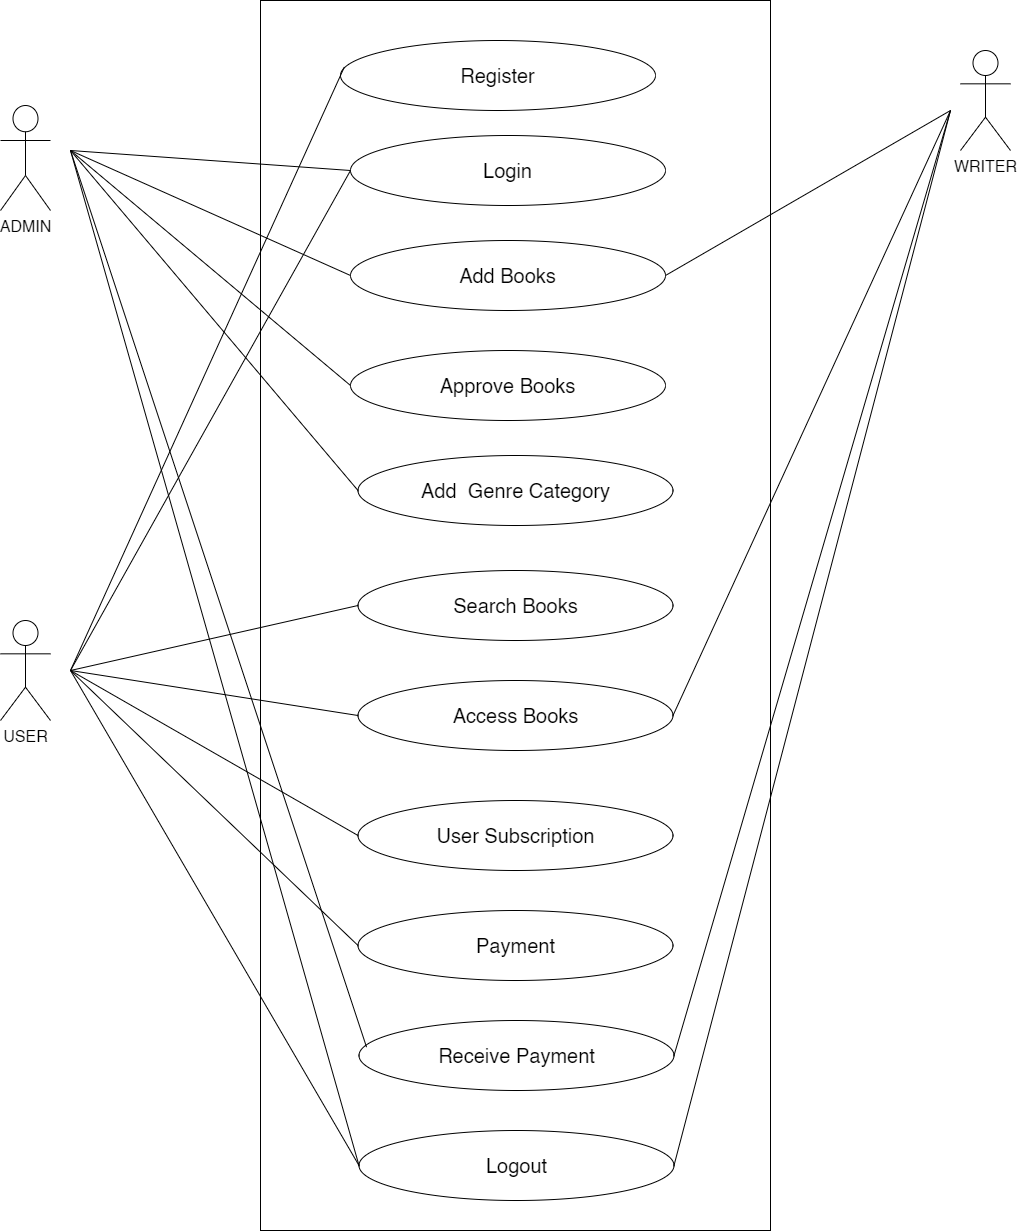 Register
WRITER
Login
ADMIN
Add Books
Approve Books
Add  Genre Category
Search Books
Access Books
USER
User Subscription
Payment
Receive Payment
Logout